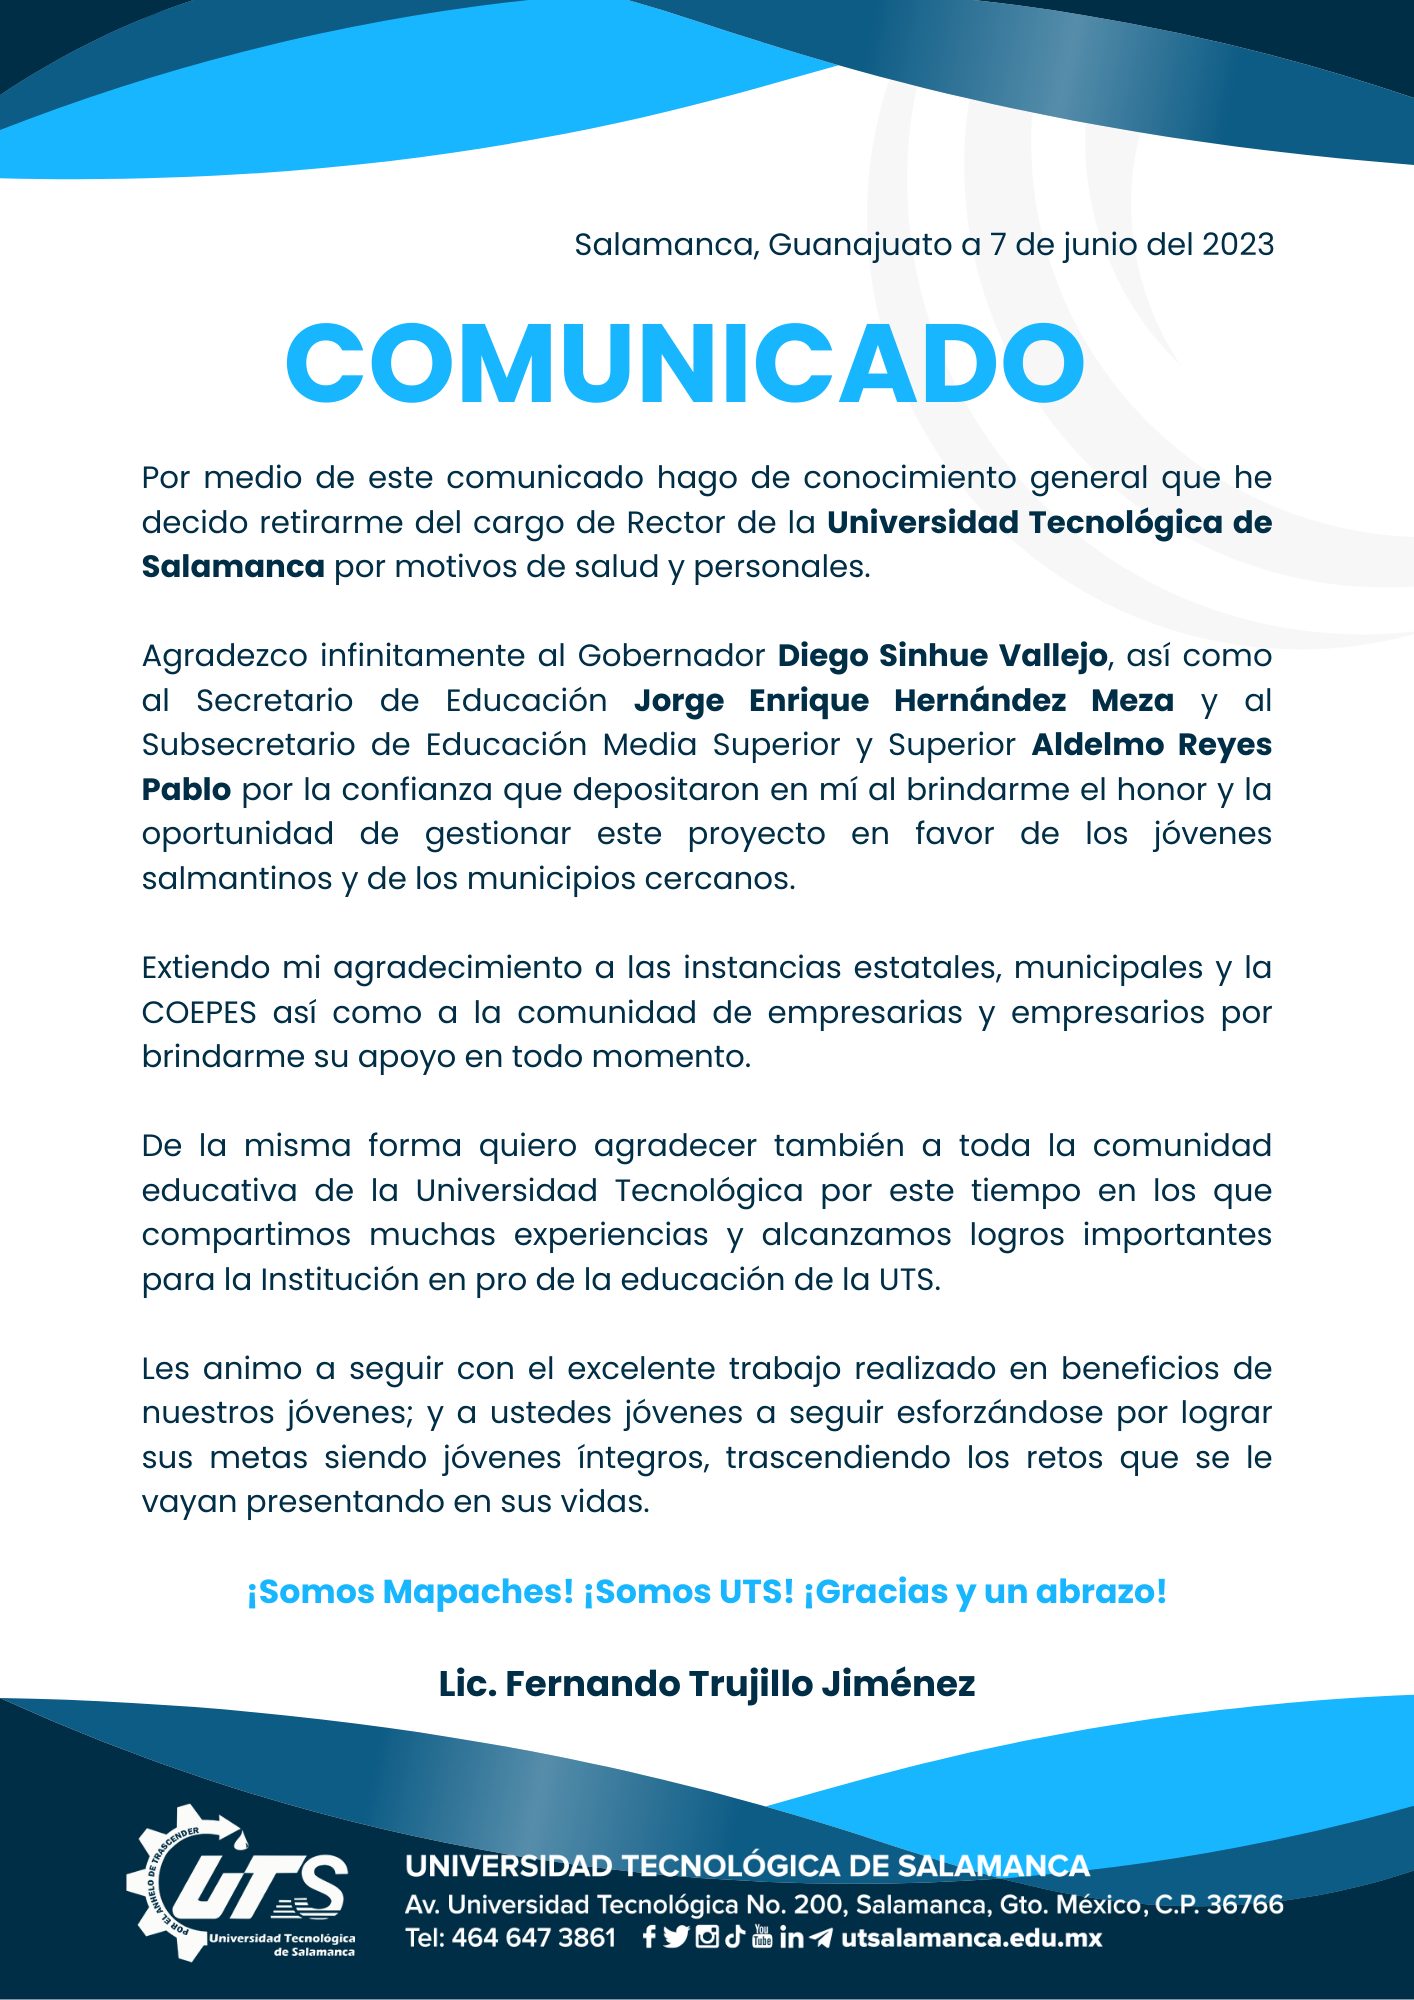 Salamanca, Guanajuato a 7 de junio del 2023
COMUNICADO
Por medio de este comunicado hago de conocimiento general que he
decido retirarme del cargo de Rector de la Universidad Tecnológica de
Salamanca por motivos de salud y personales.
Agradezco infinitamente al Gobernador Diego Sinhue Vallejo, así como
al Secretario de Educación Jorge Enrique Hernández Meza y al
Subsecretario de Educación Media Superior y Superior Aldelmo Reyes
Pablo por la confianza que depositaron en mí al brindarme el honor y la
oportunidad de gestionar este proyecto en favor de los jóvenes
salmantinos y de los municipios cercanos.
Extiendo mi agradecimiento a las instancias estatales, municipales y la
COEPES así como a la comunidad de empresarias y empresarios por
brindarme su apoyo en todo momento.
De la misma forma quiero agradecer también a toda la comunidad
educativa de la Universidad Tecnológica por este tiempo en los que
compartimos muchas experiencias y alcanzamos logros importantes
para la Institución en pro de la educación de la UTS.
Les animo a seguir con el excelente trabajo realizado en beneficios de
nuestros jóvenes; y a ustedes jóvenes a seguir esforzándose por lograr
sus metas siendo jóvenes íntegros, trascendiendo los retos que se le
vayan presentando en sus vidas.
¡Somos Mapaches! ¡Somos UTS! ¡Gracias y un abrazo!
Lic. Fernando Trujillo Jiménez
POR EL ANHELO DE TRASCENDER
UTS
Universidad Tecnológica
de Salamanca
UNIVERSIDAD TECNOLÓGICA DE SALAMANCA
Av. Universidad Tecnológica No. 200, Salamanca, Gto. México, C.P. 36766
Tel: 464 647 3861 You Tube utsalamanca.edu.mx